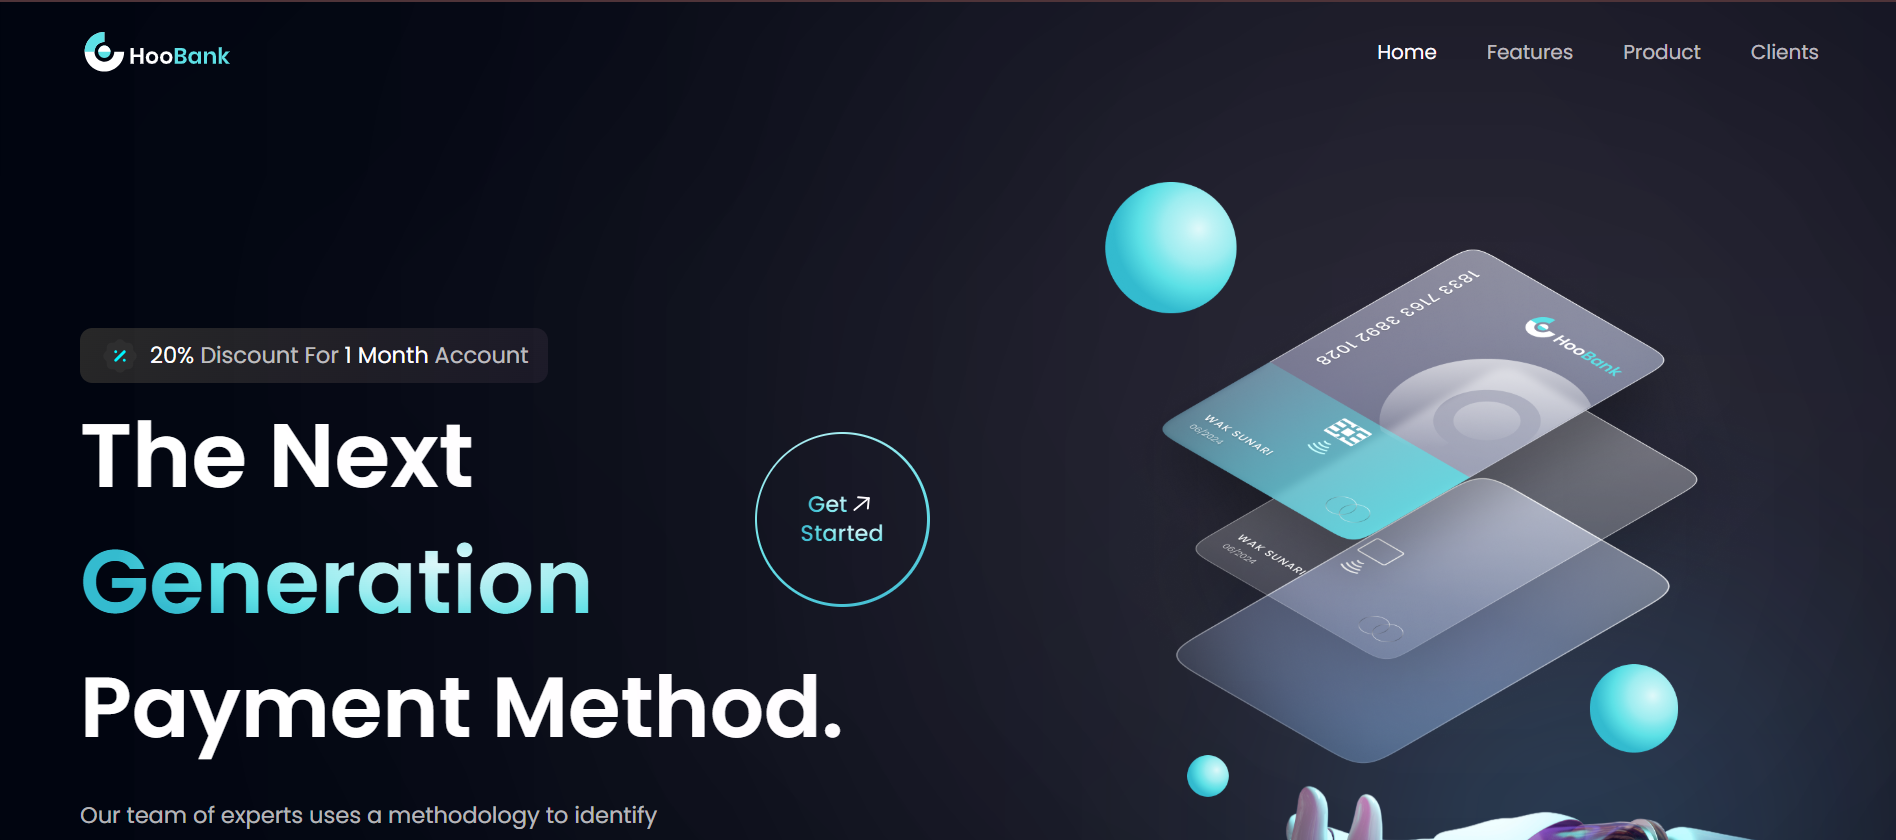 HooBank
Home Features Product Clients
20% Discount For 1 Month Account
The Next
Generation
Payment Method.
Get
Started
Our team of experts uses a methodology to identify
1833 7163 3892 1028
HooBank
WAK SUNARI
06/2024
WAK SUNARI
06/2024